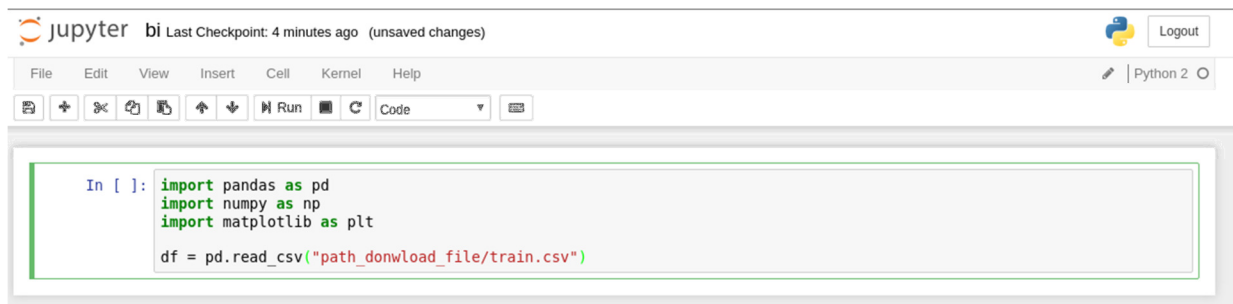 jupyter bi Last Checkpoint: 4 minutes ago (unsaved changes) Logout
File Edit View Insert Cell Kernel Help Python 2
Run Code
In [ ]: import pandas as pd
import numpy as np
import matplotlib as plt
df = pd.read_csv("path_donwload_file/train.csv")